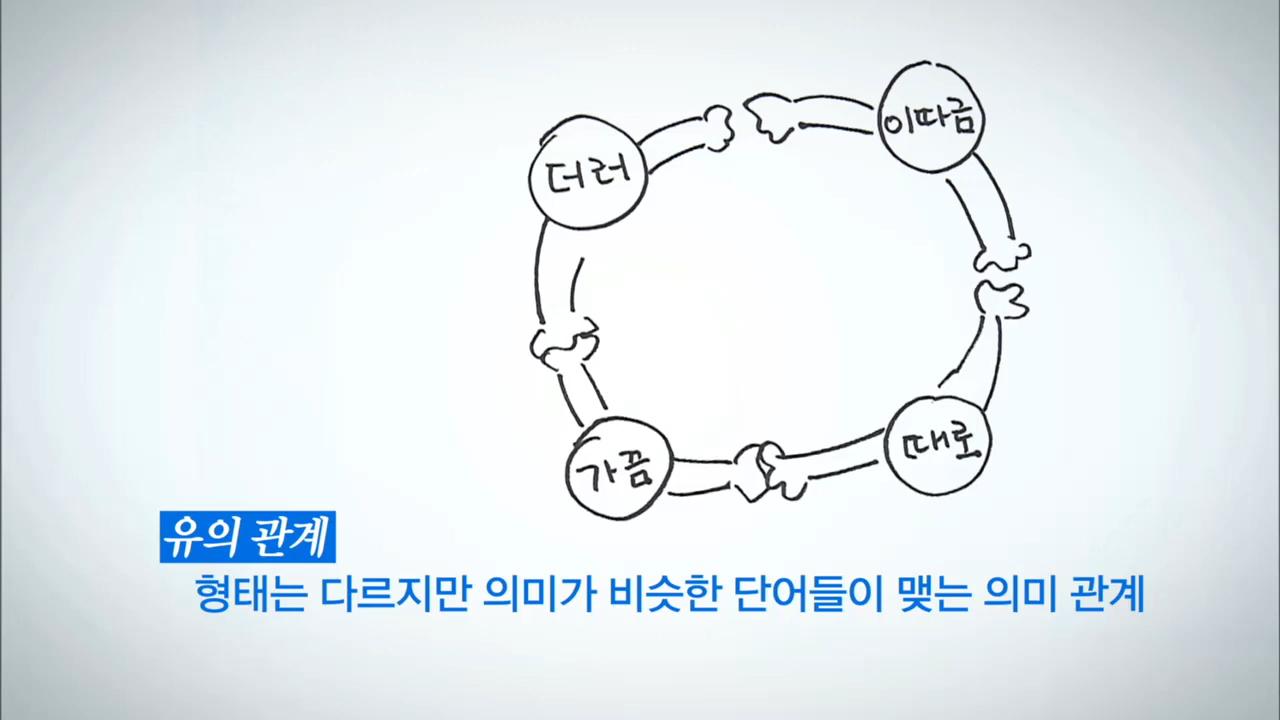 더러
이따금
가끔
때로
유의 관계
형태는 다르지만 의미가 비슷한 단어들이 맺는 의미 관계